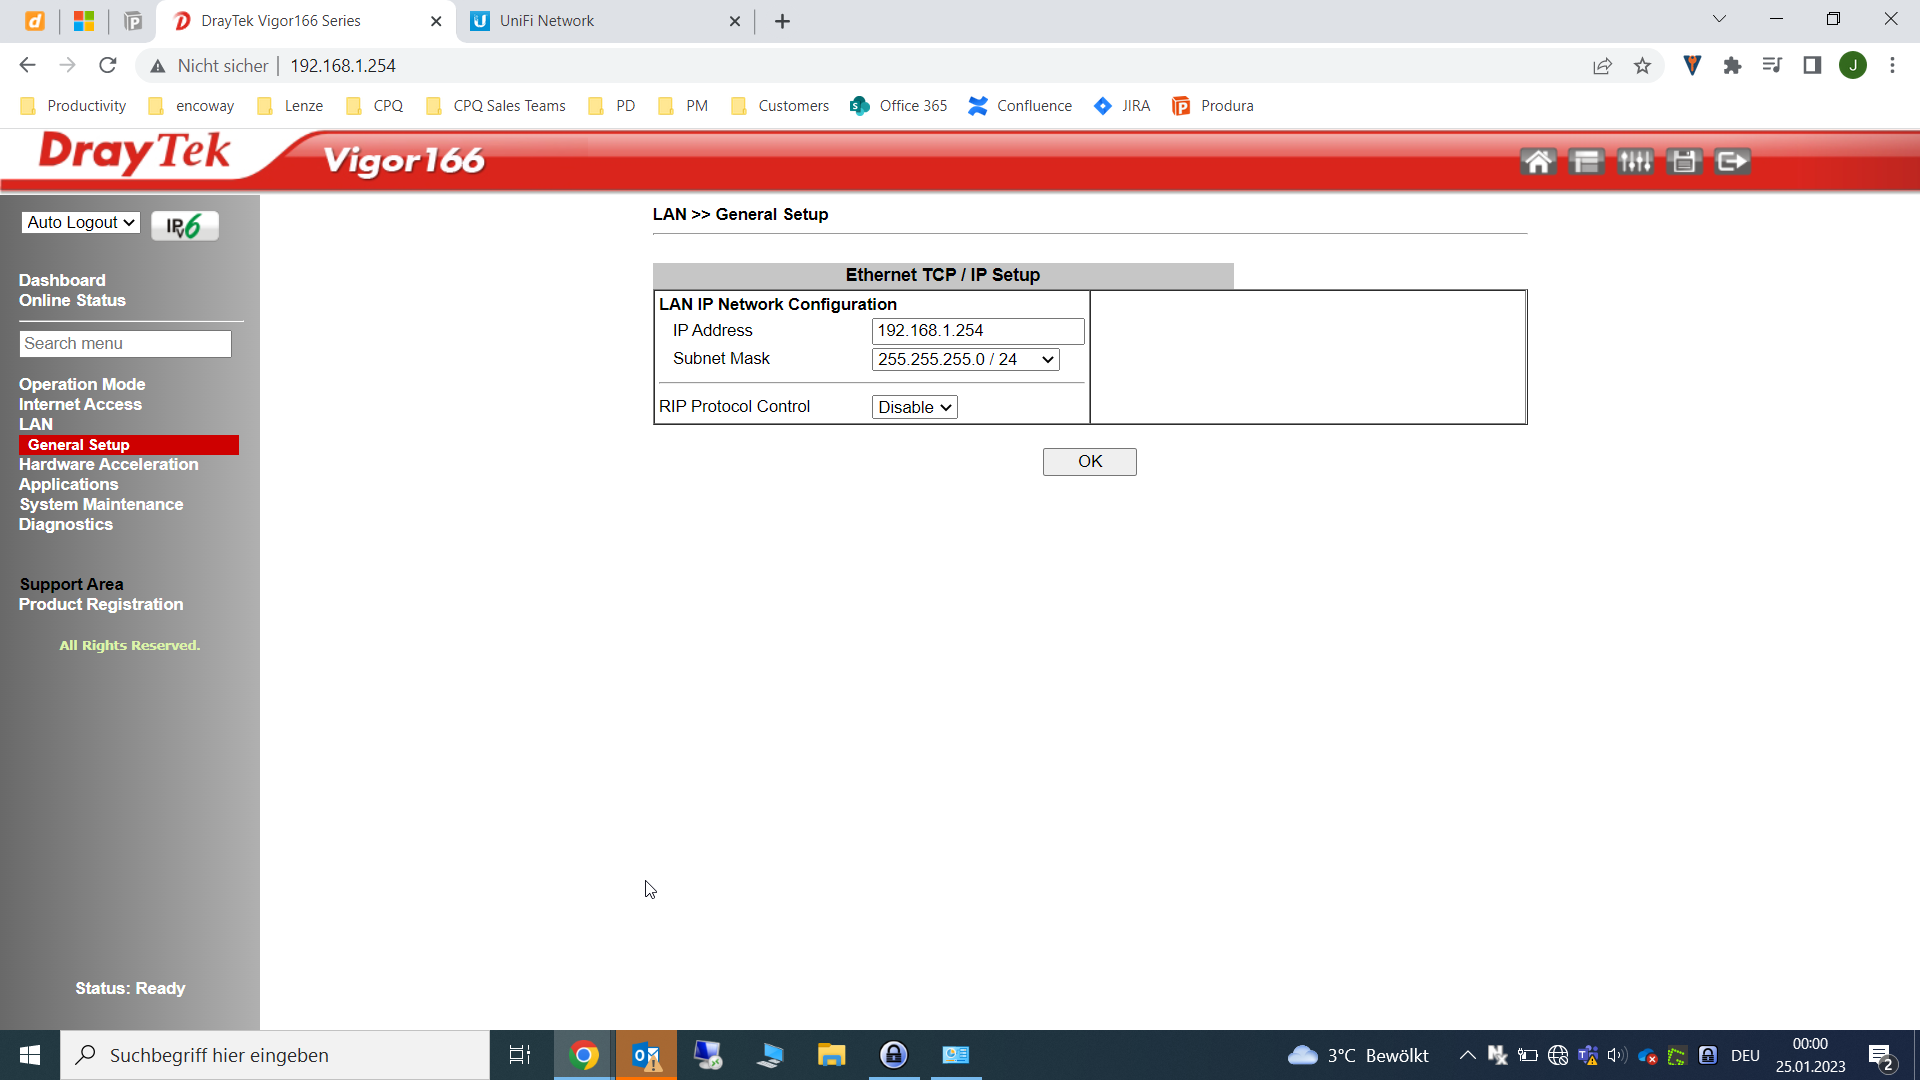 DrayTek Vigor166 Series
UniFi Network
Nicht sicher
192.168.1.254
J
Productivity
encoway
Lenze
CPQ
CPQ Sales Teams
PD
PM
Customers
Office 365
Confluence
JIRA
Produra
DrayTek
Vigor166
Auto Logout
IPv6
Dashboard
Online Status
Search menu
Operation Mode
Internet Access
LAN
General Setup
Hardware Acceleration
Applications
System Maintenance
Diagnostics
Support Area
Product Registration
All Rights Reserved.
Status: Ready
LAN >> General Setup
Ethernet TCP / IP Setup
LAN IP Network Configuration
IP Address
192.168.1.254
Subnet Mask
255.255.255.0 / 24
RIP Protocol Control
Disable
OK
Suchbegriff hier eingeben
3°C Bewölkt
DEU
00:00
25.01.2023
2